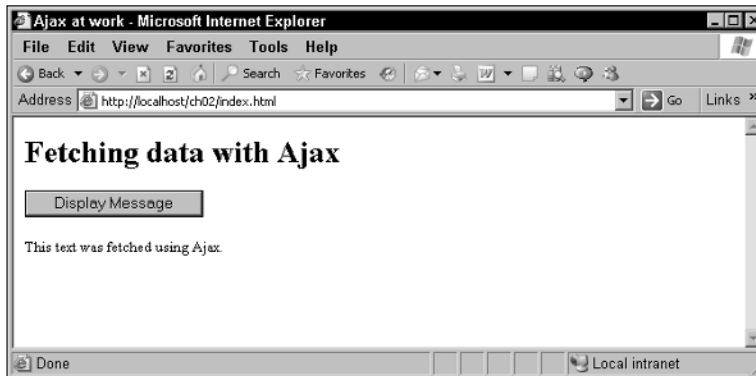 Ajax at work - Microsoft Internet Explorer
File Edit View Favorites Tools Help
Back Search Favorites
Address http://localhost/ch02/index.html Go Links »
Fetching data with Ajax
Display Message
This text was fetched using Ajax.
Done Local intranet